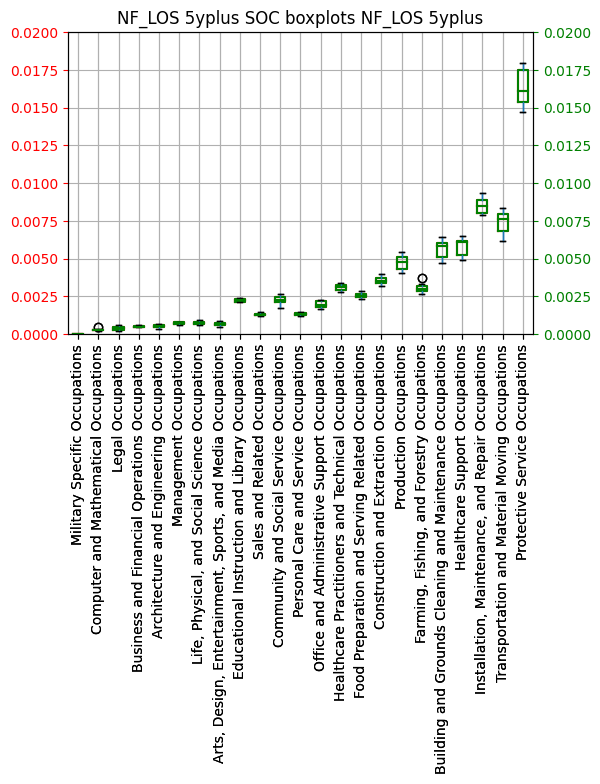 NF_LOS 5yplus SOC boxplots NF_LOS 5yplus
0.0200
0.0175
0.0150
0.0125
0.0100
0.0075
0.0050
0.0025
0.0000
0.0200
0.0175
0.0150
0.0125
0.0100
0.0075
0.0050
0.0025
0.0000
Military Specific Occupations
Computer and Mathematical Occupations
Legal Occupations
Business and Financial Operations Occupations
Architecture and Engineering Occupations
Management Occupations
Life, Physical, and Social Science Occupations
Arts, Design, Entertainment, Sports, and Media Occupations
Educational Instruction and Library Occupations
Sales and Related Occupations
Community and Social Service Occupations
Personal Care and Service Occupations
Office and Administrative Support Occupations
Healthcare Practitioners and Technical Occupations
Food Preparation and Serving Related Occupations
Construction and Extraction Occupations
Production Occupations
Farming, Fishing, and Forestry Occupations
Building and Grounds Cleaning and Maintenance Occupations
Healthcare Support Occupations
Installation, Maintenance, and Repair Occupations
Transportation and Material Moving Occupations
Protective Service Occupations